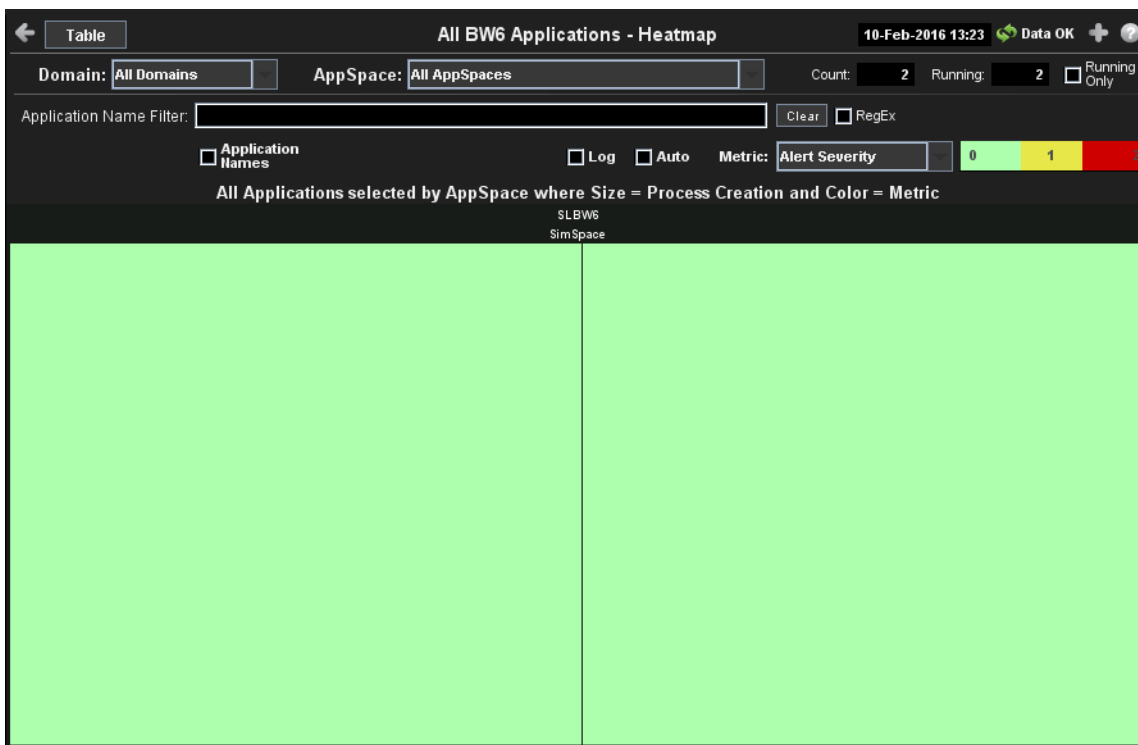 Table All BW6 Applications - Heatmap 10-Feb-2016 13:23 Data OK
Domain: All Domains AppSpace: All AppSpaces Count: 2 Running: 2 Running Only
Application Name Filter: Clear RegEx
Application Names Log Auto Metric: Alert Severity 0 1
All Applications selected by AppSpace where Size = Process Creation and Color = Metric
SLBW6
SimSpace